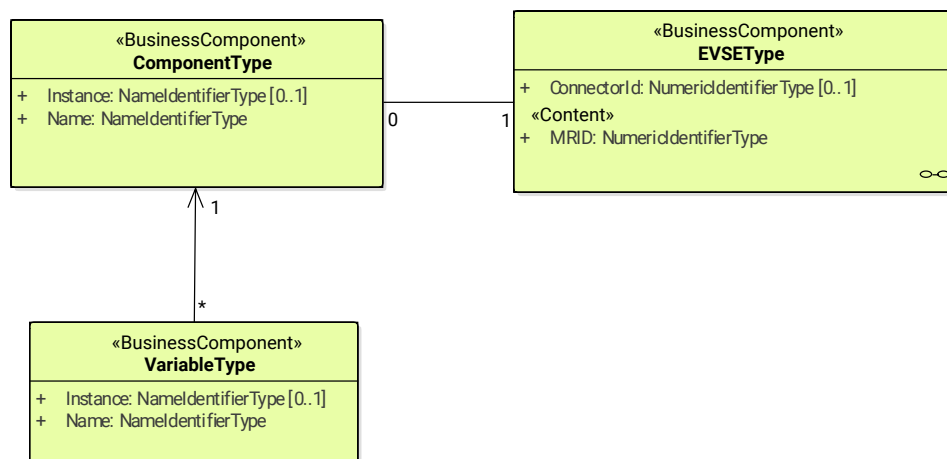 «BusinessComponent»
ComponentType
+ Instance: NameIdentifierType [0..1]
+ Name: NameIdentifierType
«BusinessComponent»
EVSEType
+ ConnectorId: NumericIdentifierType [0..1]
«Content»
+ MRID: NumericIdentifierType
0
1
1
*
«BusinessComponent»
VariableType
+ Instance: NameIdentifierType [0..1]
+ Name: NameIdentifierType